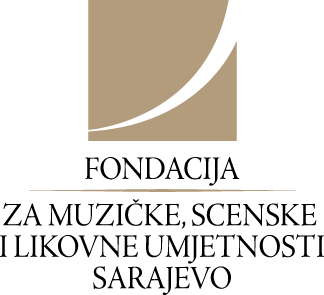 FONDACIJA
ZA MUZIČKE, SCENSKE
I LIKOVNE UMJETNOSTI
SARAJEVO